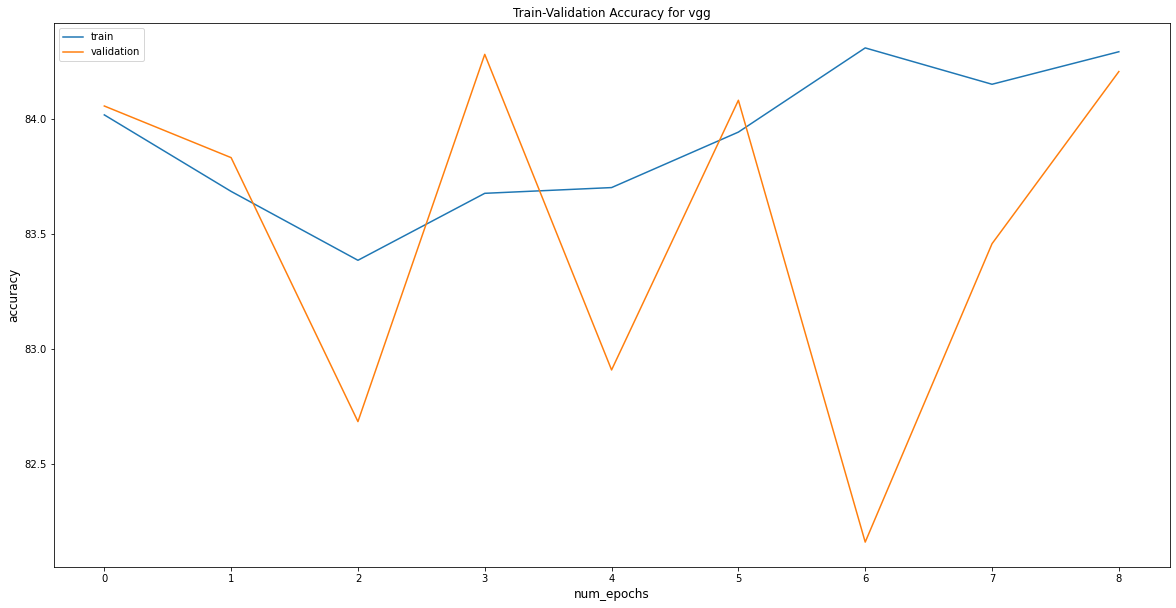 Train-Validation Accuracy for vgg
train
validation
84.0
83.5
83.0
82.5
accuracy
0 1 2 3 4 5 6 7 8
num_epochs